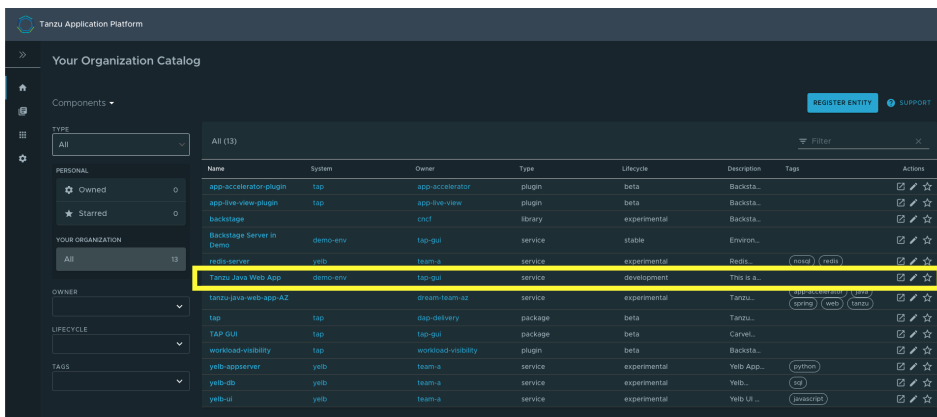 Tanzu Application Platform
Your Organization Catalog
Components
REGISTER ENTITY
SUPPORT
TYPE
All
PERSONAL
Owned 0
Starred 0
YOUR ORGANIZATION
All 13
OWNER
LIFECYCLE
TAGS
All (13)
Filter
Name System Owner Type Lifecycle Description Tags Actions
app-accelerator-plugin tap app-accelerator plugin beta Backsta...
app-live-view-plugin tap app-live-view plugin beta Backsta...
backstage cncf library experimental Backsta...
Backstage Server in Demo demo-env tap-gui service stable Environ...
redis-server yelb team-a service experimental Redis... nosql redis
Tanzu Java Web App demo-env tap-gui service development This is a...
tanzu-java-web-app-AZ dream-team-az service experimental Tanzu... app-accelerator java
spring web tanzu
tap tap dap-delivery package beta Tanzu...
TAP GUI tap tap-gui package beta Carvel...
workload-visibility tap workload-visibility plugin beta Backsta...
yelb-appserver yelb team-a service experimental Yelb App... python
yelb-db yelb team-a service experimental Yelb... sql
yelb-ui yelb team-a service experimental Yelb UI ... javascript